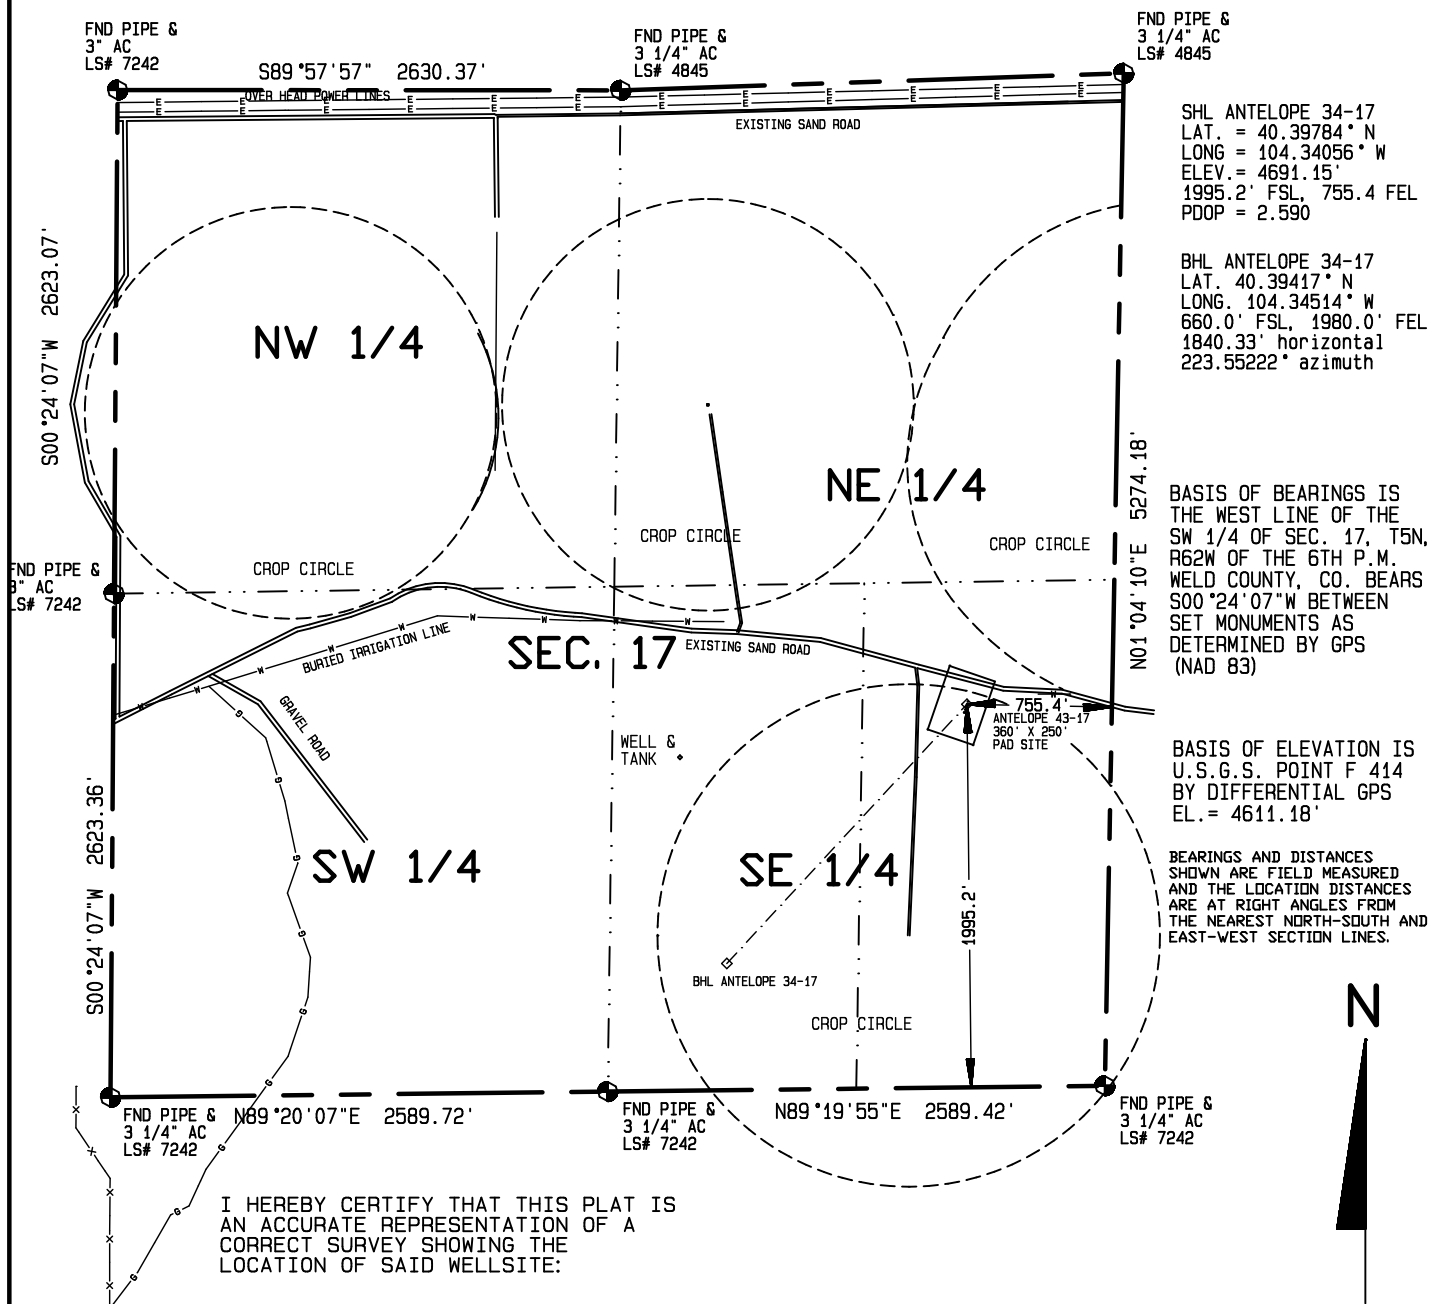 FND PIPE &
3" AC
LS# 7242
S89°57'57"  2630.37'
OVER HEAD POWER LINES
FND PIPE &
3 1/4" AC
LS# 4845
FND PIPE &
3 1/4" AC
LS# 4845
EXISTING SAND ROAD
SHL ANTELOPE 34-17
LAT. = 40.39784° N
LONG = 104.34056° W
ELEV.= 4691.15'
1995.2' FSL, 755.4 FEL
PDOP = 2.590
BHL ANTELOPE 34-17
LAT. 40.39417° N
LONG. 104.34514° W
660.0' FSL, 1980.0' FEL
1840.33' horizontal
223.55222° azimuth
S00°24'07"W  2623.07'
NW 1/4
NE 1/4
N01°04'10"E  5274.18'
CROP CIRCLE
CROP CIRCLE
CROP CIRCLE
FND PIPE &
3" AC
LS# 7242
BASIS OF BEARINGS IS
THE WEST LINE OF THE
SW 1/4 OF SEC. 17, T5N,
R62W OF THE 6TH P.M.
WELD COUNTY, CO. BEARS
S00°24'07"W BETWEEN
SET MONUMENTS AS
DETERMINED BY GPS
(NAD 83)
BURIED IRRIGATION LINE
SEC. 17
EXISTING SAND ROAD
GRAVEL ROAD
755.4'
ANTELOPE 43-17
360' X 250'
PAD SITE
WELL &
TANK
BASIS OF ELEVATION IS
U.S.G.S. POINT F 414
BY DIFFERENTIAL GPS
EL.= 4611.18'
S00°24'07"W  2623.36'
SW 1/4
SE 1/4
1995.2'
BEARINGS AND DISTANCES
SHOWN ARE FIELD MEASURED
AND THE LOCATION DISTANCES
ARE AT RIGHT ANGLES FROM
THE NEAREST NORTH-SOUTH AND
EAST-WEST SECTION LINES.
BHL ANTELOPE 34-17
CROP CIRCLE
N
FND PIPE &
3 1/4" AC
LS# 7242
N89°20'07"E  2589.72'
FND PIPE &
3 1/4" AC
LS# 7242
N89°19'55"E  2589.42'
FND PIPE &
3 1/4" AC
LS# 7242
I HEREBY CERTIFY THAT THIS PLAT IS
AN ACCURATE REPRESENTATION OF A
CORRECT SURVEY SHOWING THE
LOCATION OF SAID WELLSITE: